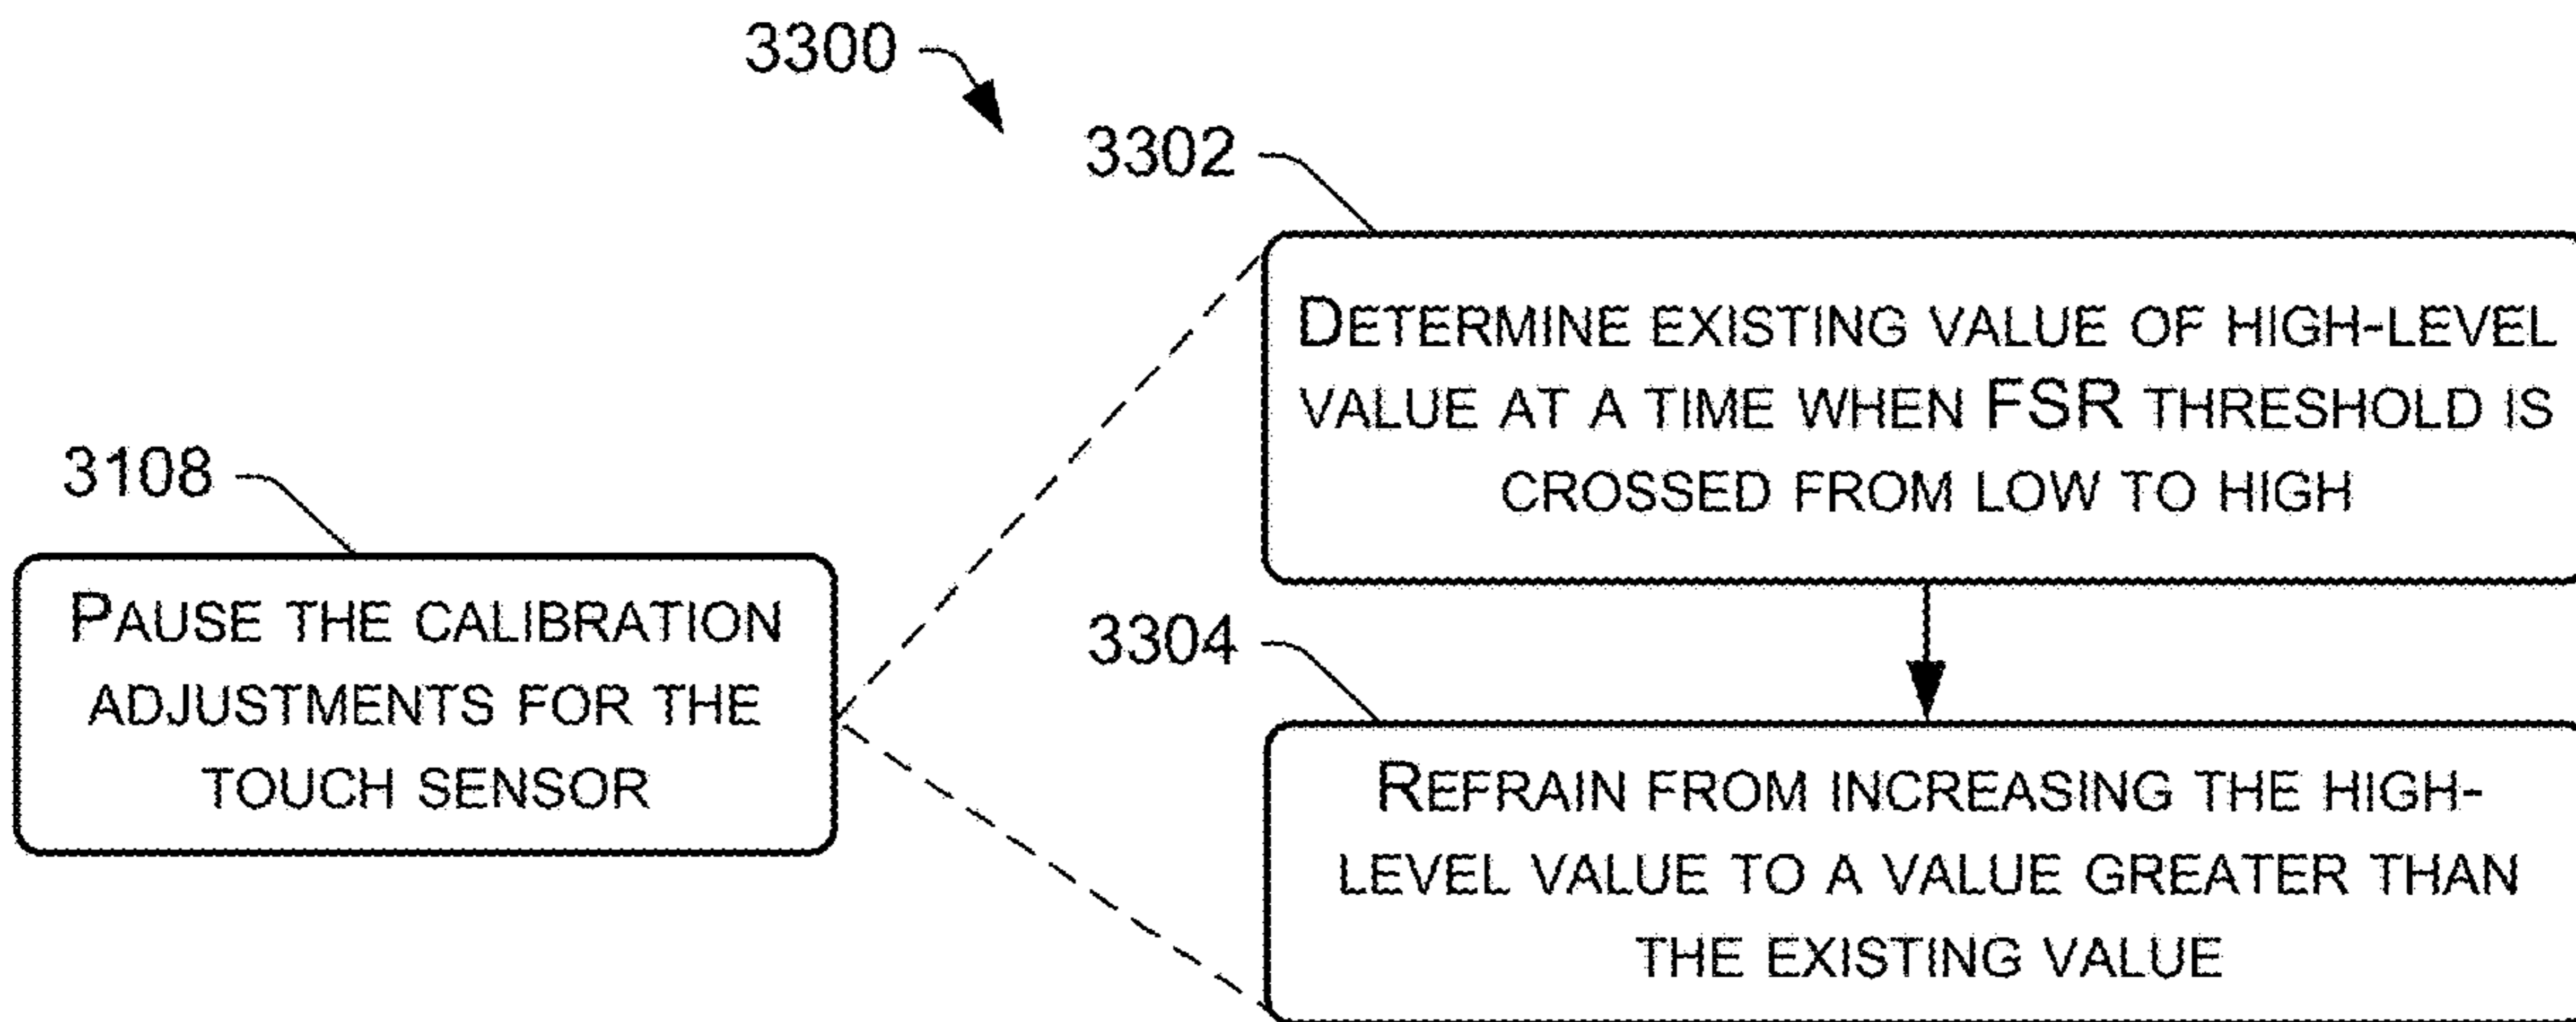 3300
3302
DETERMINE EXISTING VALUE OF HIGH-LEVEL
VALUE AT A TIME WHEN FSR THRESHOLD IS
CROSSED FROM LOW TO HIGH
3108
PAUSE THE CALIBRATION
ADJUSTMENTS FOR THE
TOUCH SENSOR
3304
REFRAIN FROM INCREASING THE HIGH-
LEVEL VALUE TO A VALUE GREATER THAN
THE EXISTING VALUE